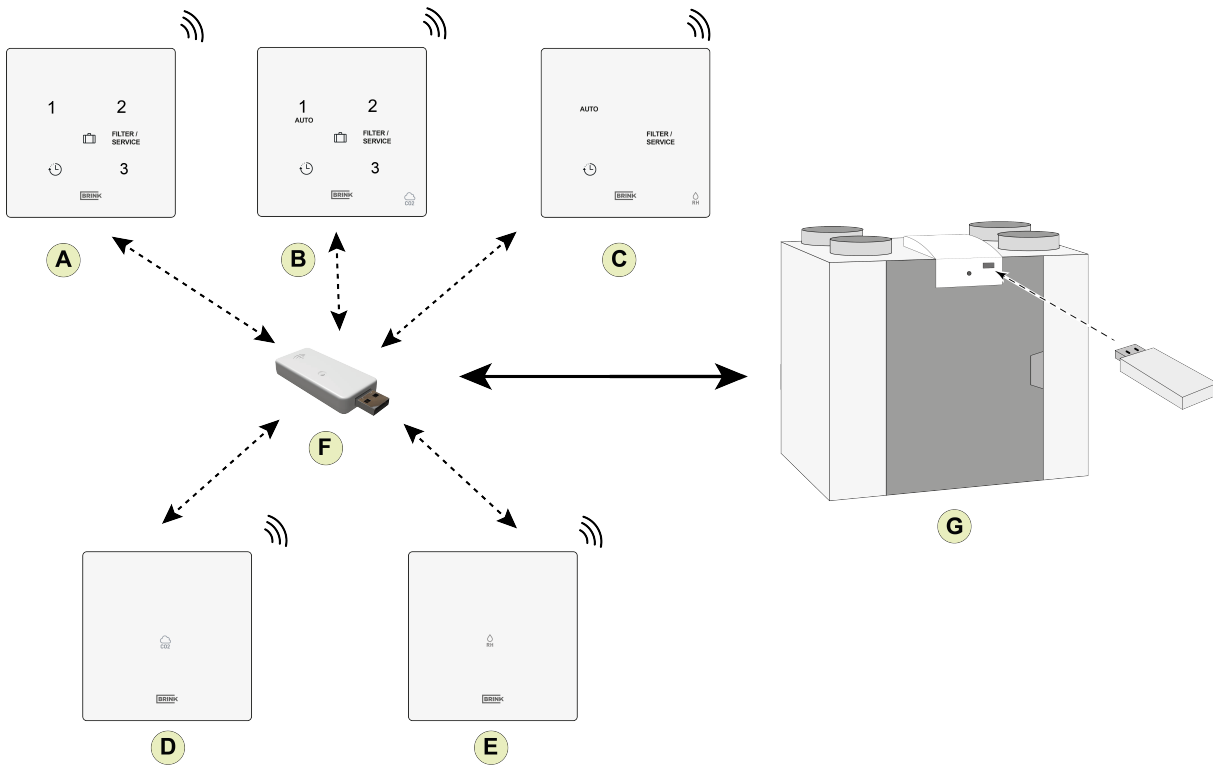 1
2
FILTER /
SERVICE
3
BRINK
A
1
AUTO
2
FILTER /
SERVICE
3
BRINK
CO2
B
AUTO
FILTER /
SERVICE
BRINK
RH
C
F
G
CO2
BRINK
D
RH
BRINK
E